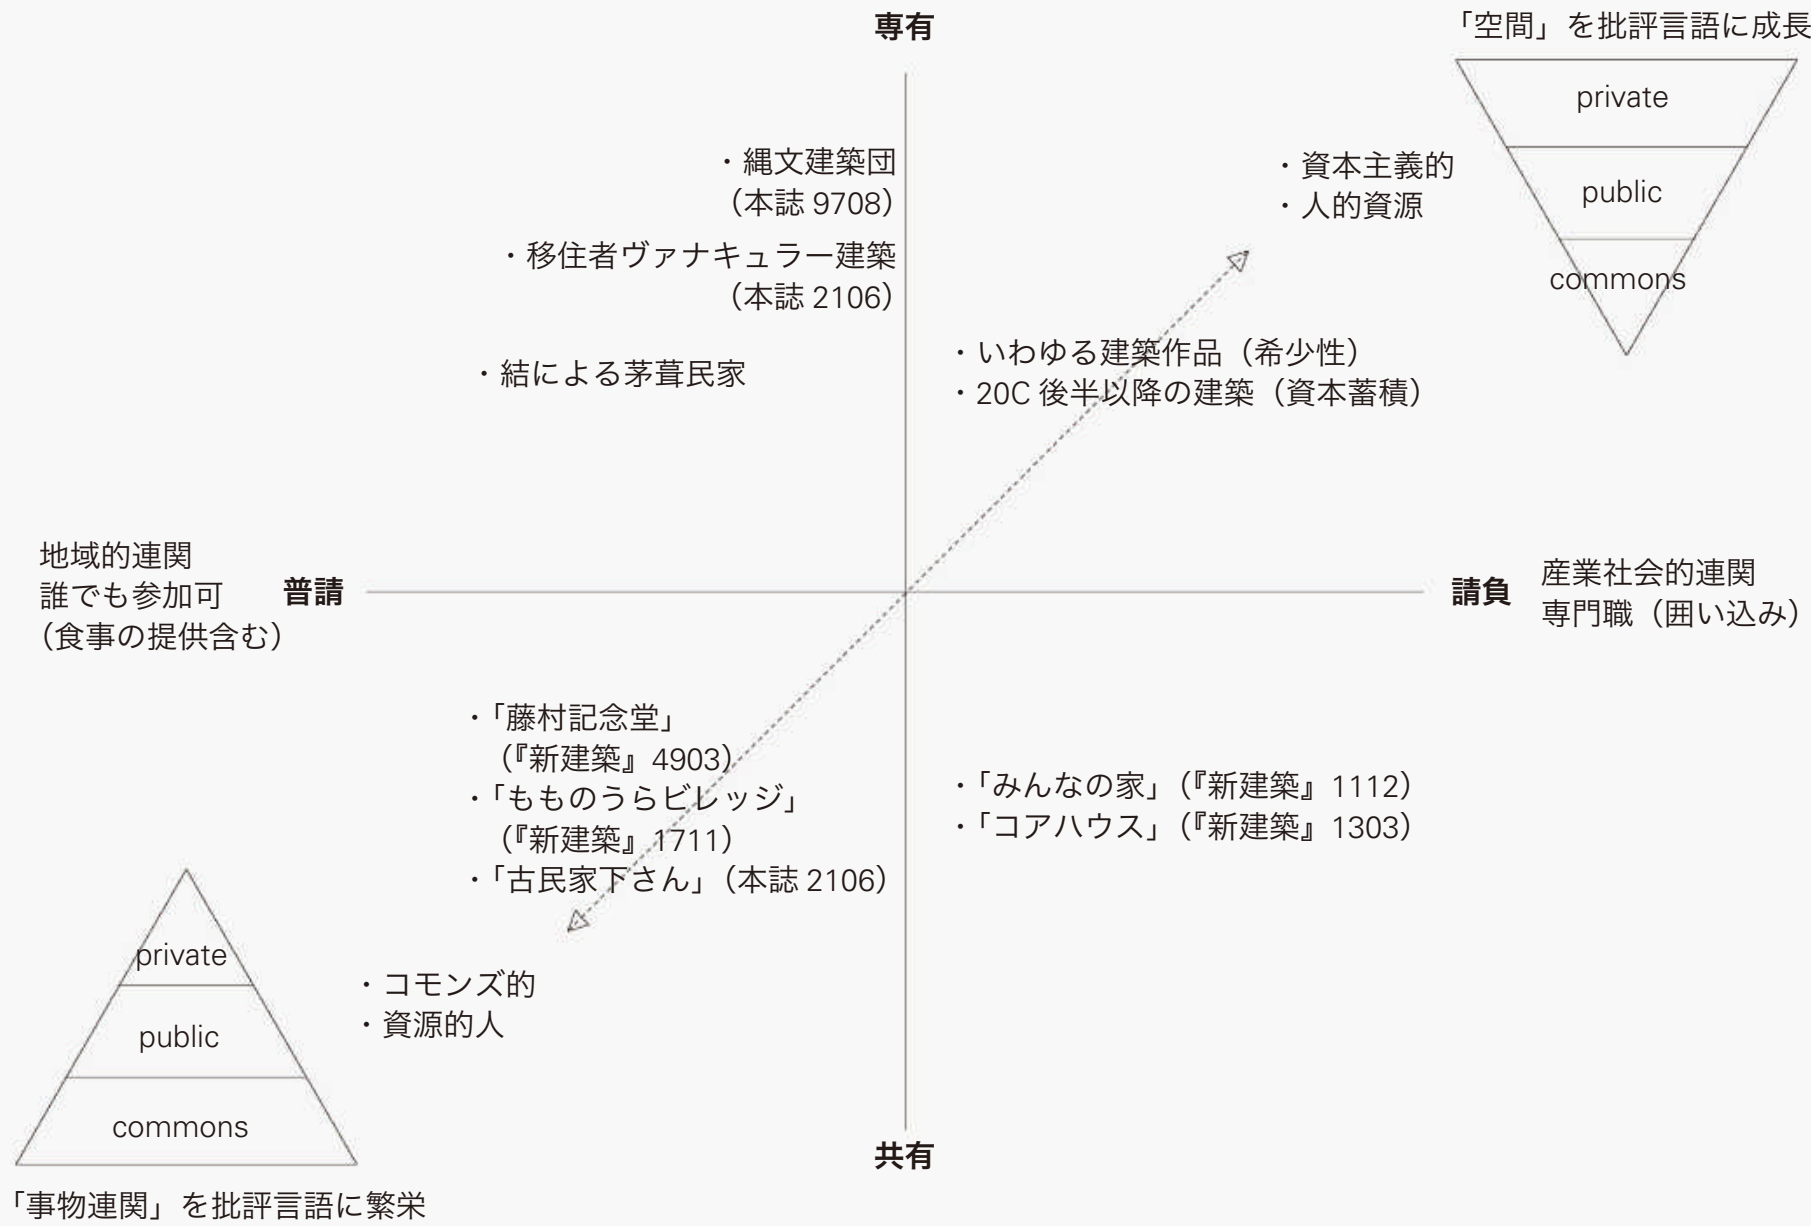 専有
「空間」を批評言語に成長
private
public
commons
・資本主義的
・人的資源
・縄文建築団
（本誌 9708）
・移住者ヴァナキュラー建築
（本誌 2106）
・結による茅葺民家
・いわゆる建築作品（希少性）
・20C 後半以降の建築（資本蓄積）
地域的連関
誰でも参加可
（食事の提供含む）
普請
請負
産業社会的連関
専門職（囲い込み）
・「藤村記念堂」
（『新建築』4903）
・「もものうらビレッジ」
（『新建築』1711）
・「古民家下さん」（本誌 2106）
・「みんなの家」（『新建築』1112）
・「コアハウス」（『新建築』1303）
private
public
commons
・コモンズ的
・資源的人
共有
「事物連関」を批評言語に繁栄